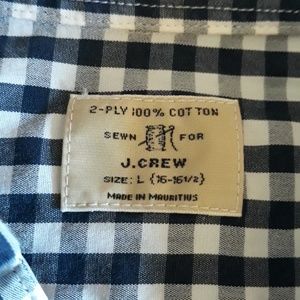 2-PLY 100% COTTON
SEWN FOR
J.CREW
SIZE: L {16-16 1/2}
MADE IN MAURITIUS